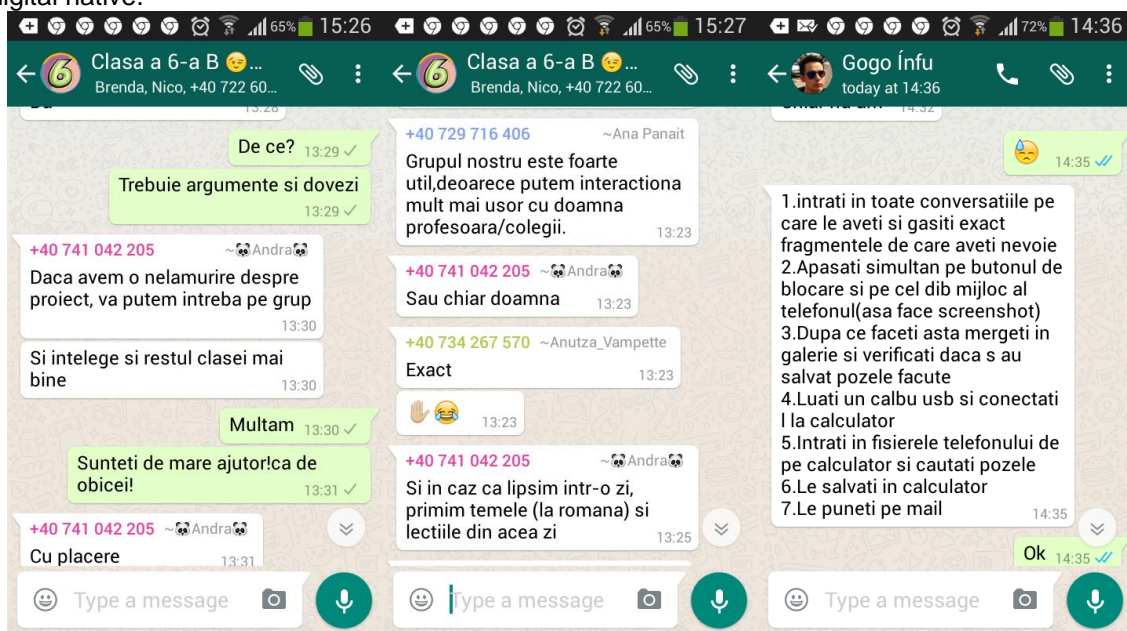 digital native.
65% 15:26
Clasa a 6-a B 😉...
Brenda, Nico, +40 722 60...
13:28
De ce? 13:29
Trebuie argumente si dovezi
13:29
+40 741 042 205 ~🐼Andra🐼
Daca avem o nelamurire despre
proiect, va putem intreba pe grup
13:30
Si intelege si restul clasei mai
bine 13:30
Multam 13:30
Sunteti de mare ajutor!ca de
obicei! 13:31
+40 741 042 205 ~🐼Andra🐼
Cu placere 13:31
Type a message
65% 15:27
Clasa a 6-a B 😉...
Brenda, Nico, +40 722 60...
+40 729 716 406 ~Ana Panait
Grupul nostru este foarte
util,deoarece putem interactiona
mult mai usor cu doamna
profesoara/colegii. 13:23
+40 741 042 205 ~🐼Andra🐼
Sau chiar doamna 13:23
+40 734 267 570 ~Anutza_Vampette
Exact 13:23
✋😂 13:23
+40 741 042 205 ~🐼Andra🐼
Si in caz ca lipsim intr-o zi,
primim temele (la romana) si
lectiile din acea zi 13:25
Type a message
72% 14:36
Gogo Ínfu
today at 14:36
14:32
😓 14:35
1.intrati in toate conversatiile pe
care le aveti si gasiti exact
fragmentele de care aveti nevoie
2.Apasati simultan pe butonul de
blocare si pe cel dib mijloc al
telefonul(asa face screenshot)
3.Dupa ce faceti asta mergeti in
galerie si verificati daca s au
salvat pozele facute
4.Luati un calbu usb si conectati
l la calculator
5.Intrati in fisierele telefonului de
pe calculator si cautati pozele
6.Le salvati in calculator
7.Le puneti pe mail 14:35
Ok 14:35
Type a message